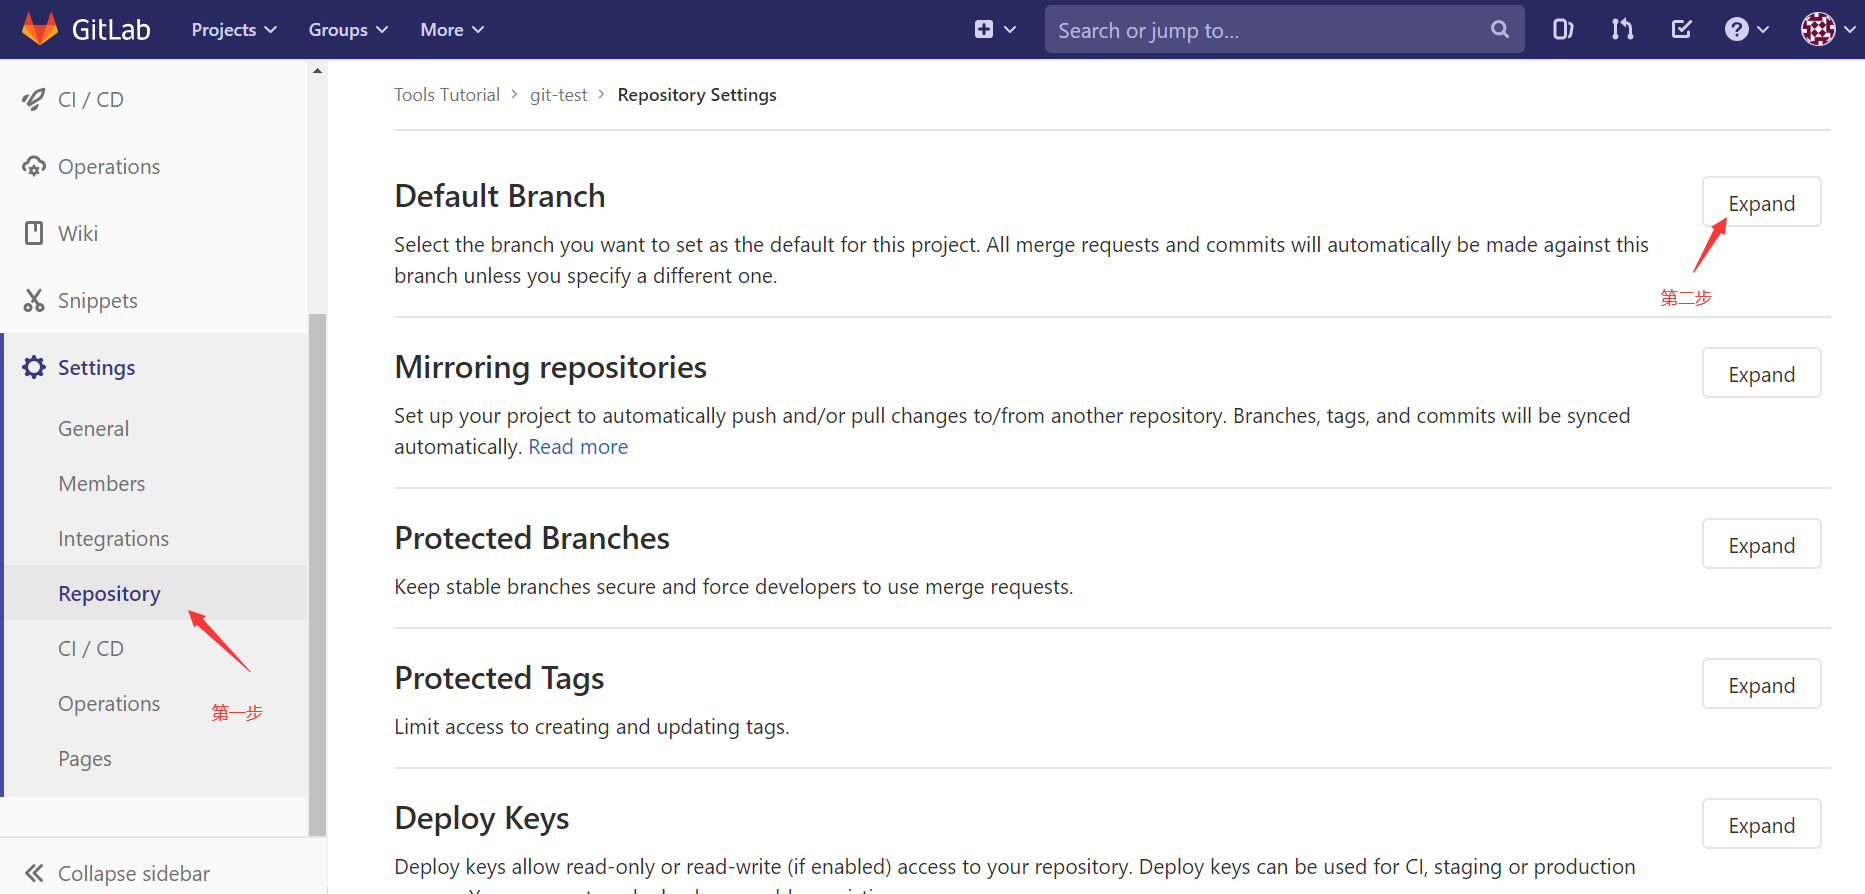 GitLab
Projects
Groups
More
Search or jump to...
CI / CD
Operations
Wiki
Snippets
Settings
General
Members
Integrations
Repository
CI / CD
Operations
第一步
Pages
Collapse sidebar
Tools Tutorial > git-test > Repository Settings
Default Branch
Expand
Select the branch you want to set as the default for this project. All merge requests and commits will automatically be made against this
branch unless you specify a different one.
第二步
Mirroring repositories
Expand
Set up your project to automatically push and/or pull changes to/from another repository. Branches, tags, and commits will be synced
automatically. Read more
Protected Branches
Expand
Keep stable branches secure and force developers to use merge requests.
Protected Tags
Expand
Limit access to creating and updating tags.
Deploy Keys
Expand
Deploy keys allow read-only or read-write (if enabled) access to your repository. Deploy keys can be used for CI, staging or production